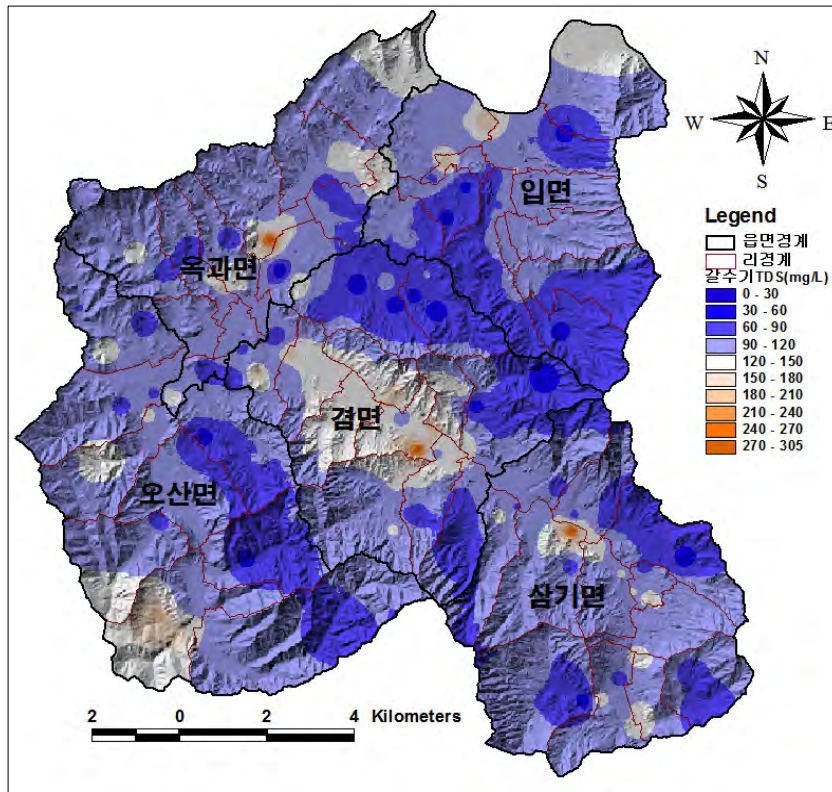 N
W E
S
입면
옥과면
겸면
오산면
삼기면
Legend
읍면경계
리경계
갈수기TDS(mg/L)
0 - 30
30 - 60
60 - 90
90 - 120
120 - 150
150 - 180
180 - 210
210 - 240
240 - 270
270 - 305
2 0 2 4 Kilometers